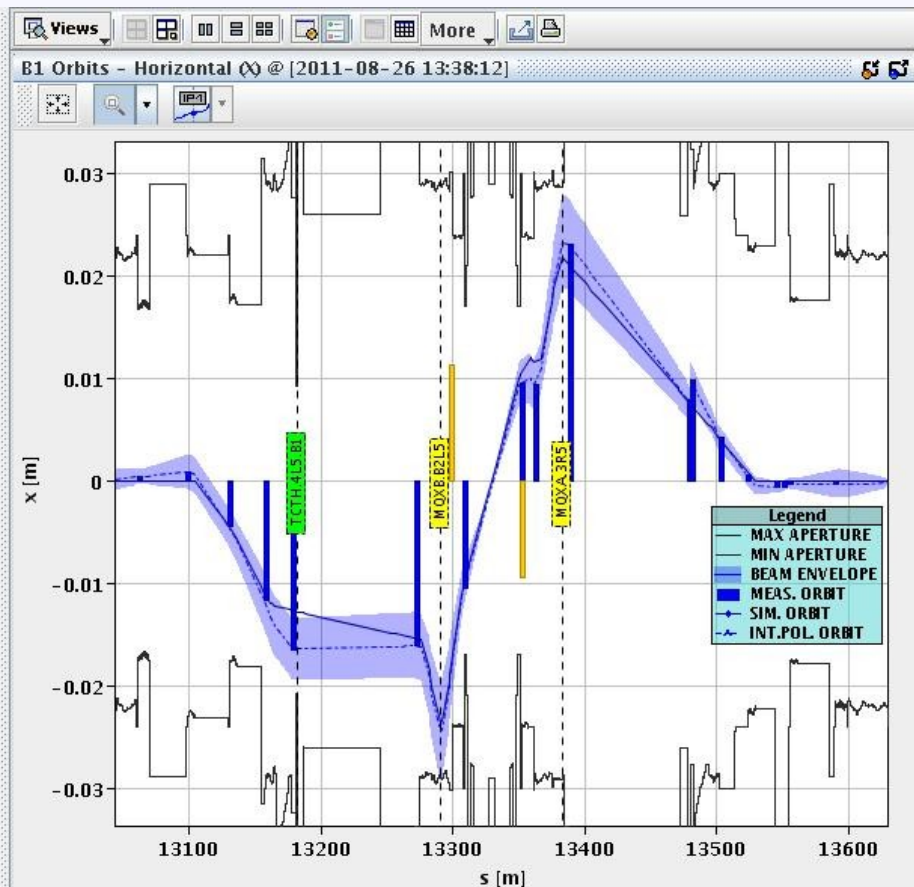 Views
More
B1 Orbits - Horizontal (X) @ [2011-08-26 13:38:12]
IP1
0.03
0.02
0.01
0
-0.01
-0.02
-0.03
x [m]
TCTH.4L5.B1
MQXB.B2L5
MQXA.3R5
Legend
MAX APERTURE
MIN APERTURE
BEAM ENVELOPE
MEAS. ORBIT
SIM. ORBIT
INT.POL. ORBIT
13100 13200 13300 13400 13500 13600
s [m]